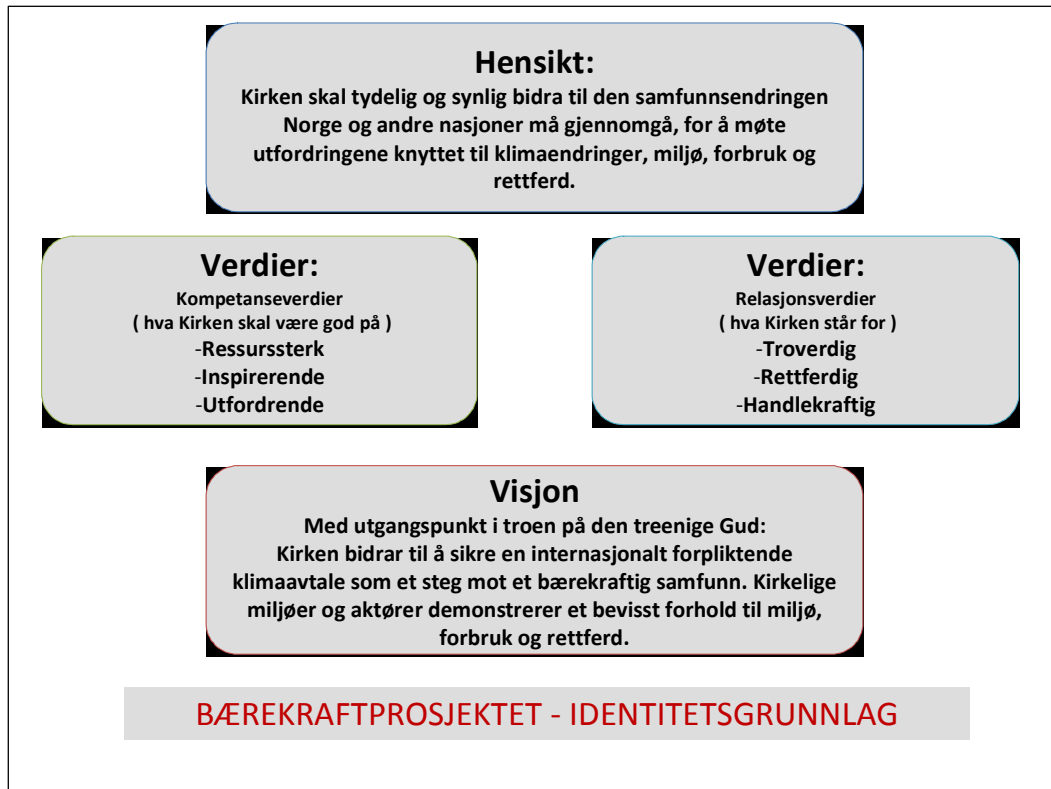 Hensikt:
Kirken skal tydelig og synlig bidra til den samfunnsendringen
Norge og andre nasjoner må gjennomgå, for å møte
utfordringene knyttet til klimaendringer, miljø, forbruk og
rettferd.
Verdier:
Kompetanseverdier
( hva Kirken skal være god på )
-Ressurssterk
-Inspirerende
-Utfordrende
Verdier:
Relasjonsverdier
( hva Kirken står for )
-Troverdig
-Rettferdig
-Handlekraftig
Visjon
Med utgangspunkt i troen på den treenige Gud:
Kirken bidrar til å sikre en internasjonalt forpliktende
klimaavtale som et steg mot et bærekraftig samfunn. Kirkelige
miljøer og aktører demonstrerer et bevisst forhold til miljø,
forbruk og rettferd.
BÆREKRAFTPROSJEKTET - IDENTITETSGRUNNLAG